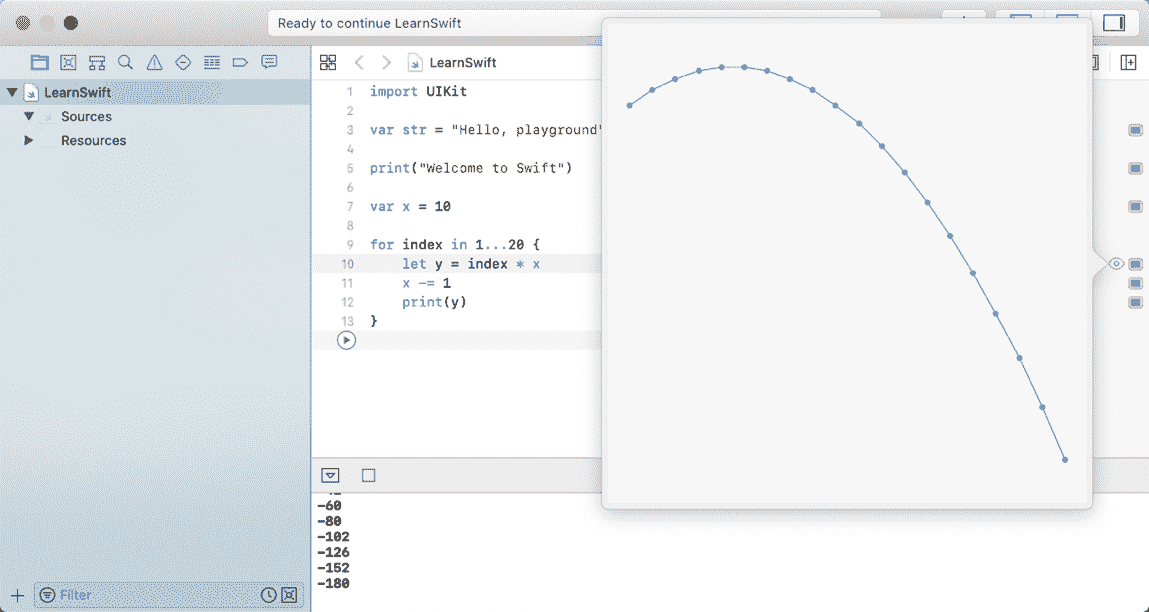 Ready to continue LearnSwift
LearnSwift
Sources
Resources
Filter
LearnSwift
1 import UIKit
2
3 var str = "Hello, playground"
4
5 print("Welcome to Swift")
6
7 var x = 10
8
9 for index in 1...20 {
10 let y = index * x
11 x -= 1
12 print(y)
13 }
-60
-80
-102
-126
-152
-180